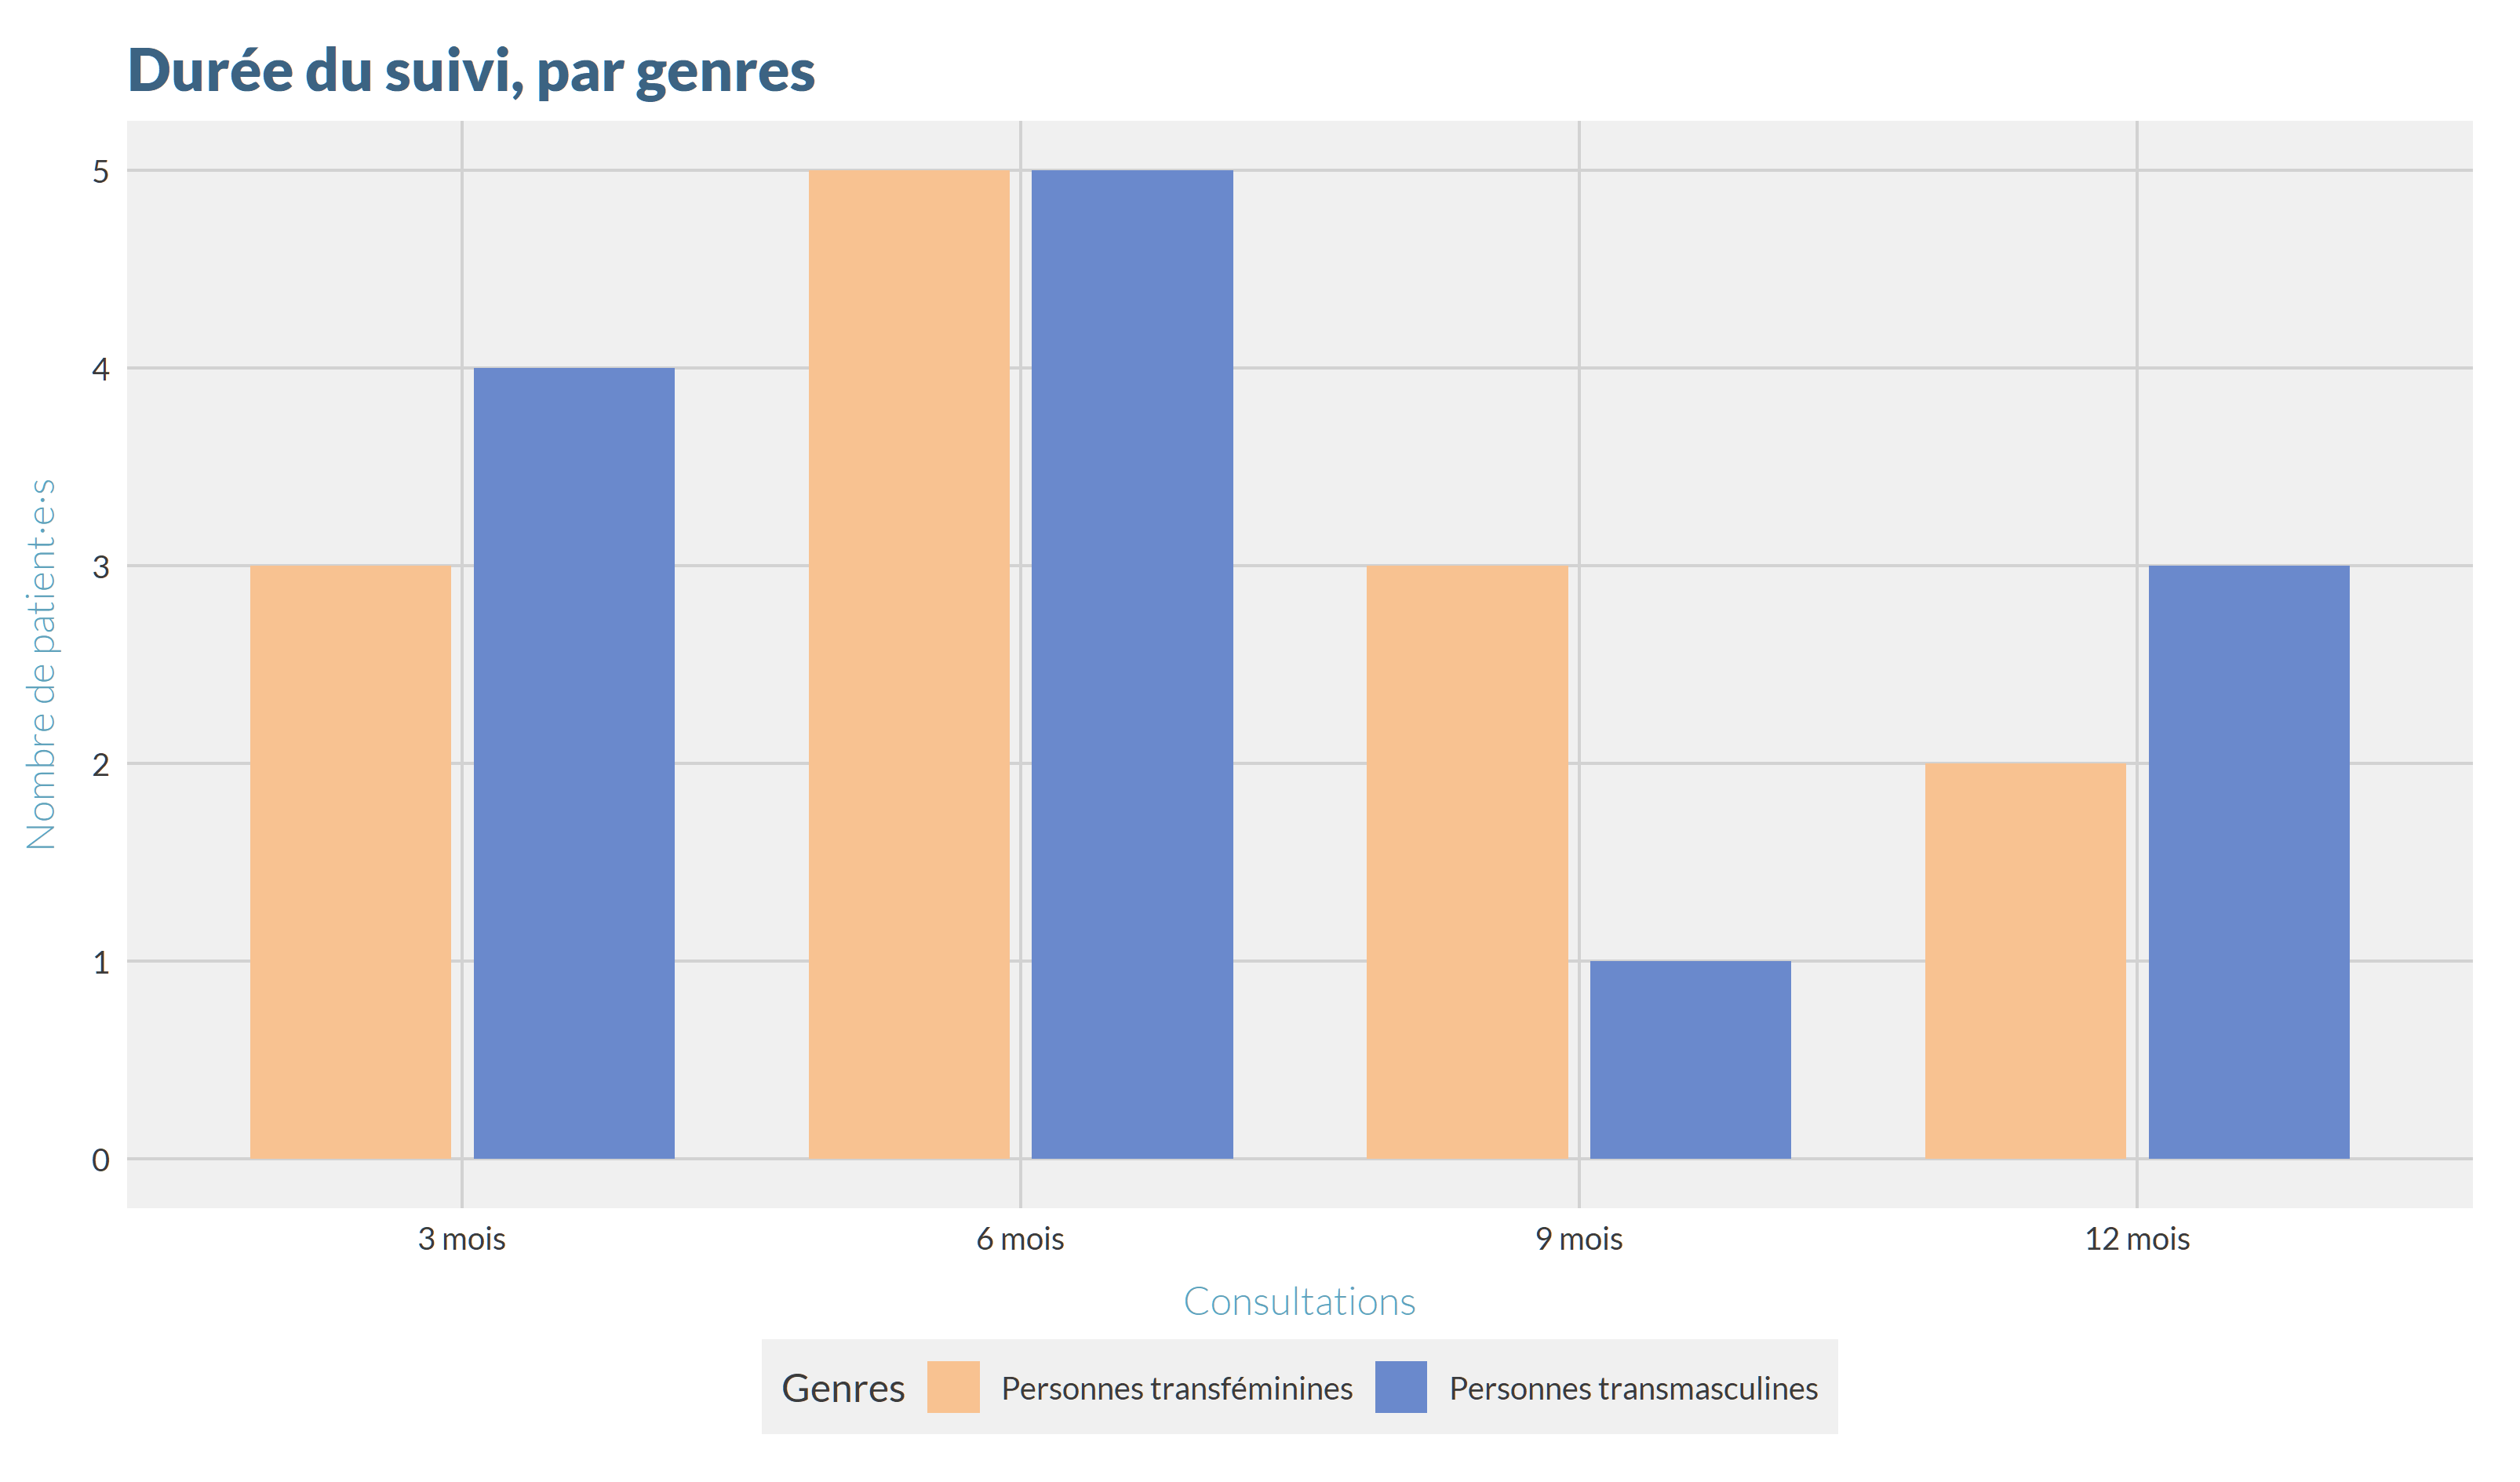 Durée du suivi, par genres
Nombre de patient·e·s
5
4
3
2
1
0
3 mois
6 mois
9 mois
12 mois
Consultations
Genres
Personnes transféminines
Personnes transmasculines